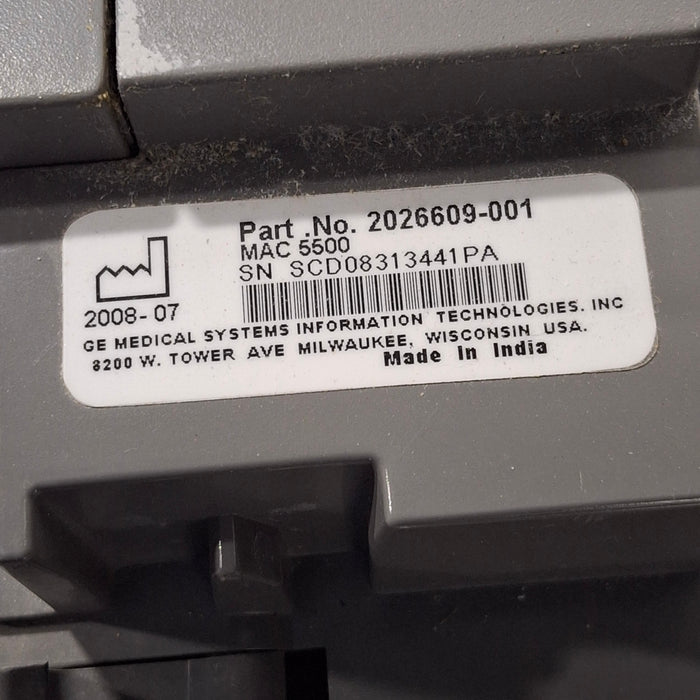 Part .No. 2026609-001
MAC 5500
SN SCD08313441PA
2008-07
GE MEDICAL SYSTEMS INFORMATION TECHNOLOGIES. INC
8200 W. TOWER AVE MILWAUKEE, WISCONSIN USA.
Made In India